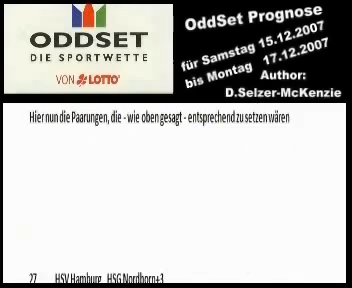 ODDSET
DIE SPORTWETTE
VON LOTTO
OddSet Prognose
für Samstag 15.12.2007
bis Montag 17.12.2007
Author:
D.Selzer-McKenzie
Hier nun die Paarungen, die - wie oben gesagt - entsprechend zu setzen wären
27 HSV Hamburg HSG Nordhorn+3